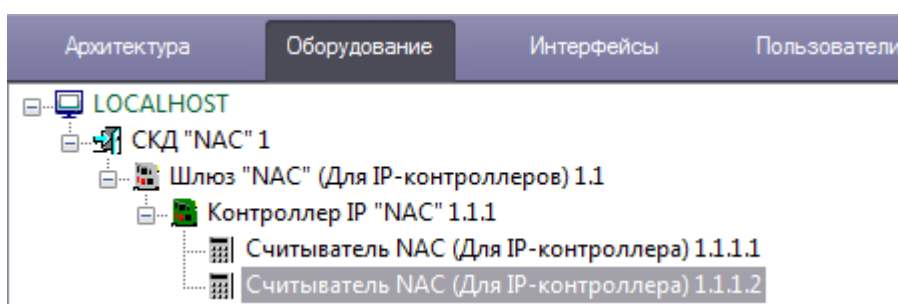 Архитектура Оборудование Интерфейсы Пользователи
LOCALHOST
СКД "NAC" 1
Шлюз "NAC" (Для IP-контроллеров) 1.1
Контроллер IP "NAC" 1.1.1
Считыватель NAC (Для IP-контроллера) 1.1.1.1
Считыватель NAC (Для IP-контроллера) 1.1.1.2